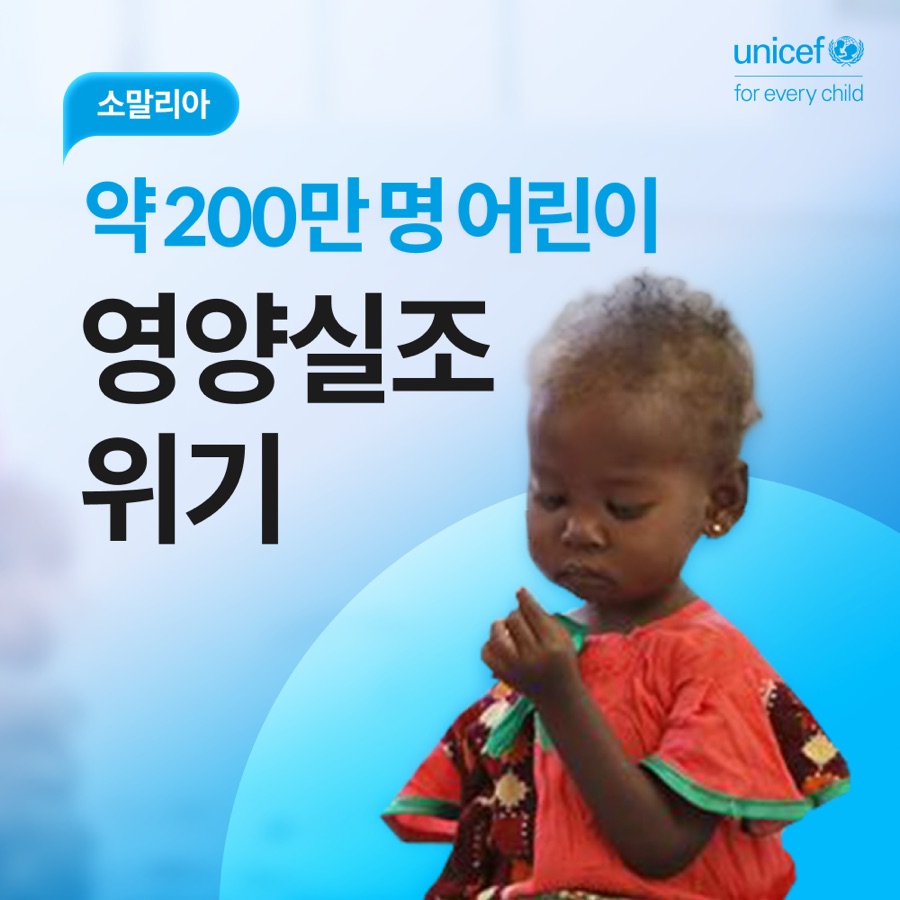 unicef
for every child
소말리아
약 200만 명 어린이
영양실조
위기